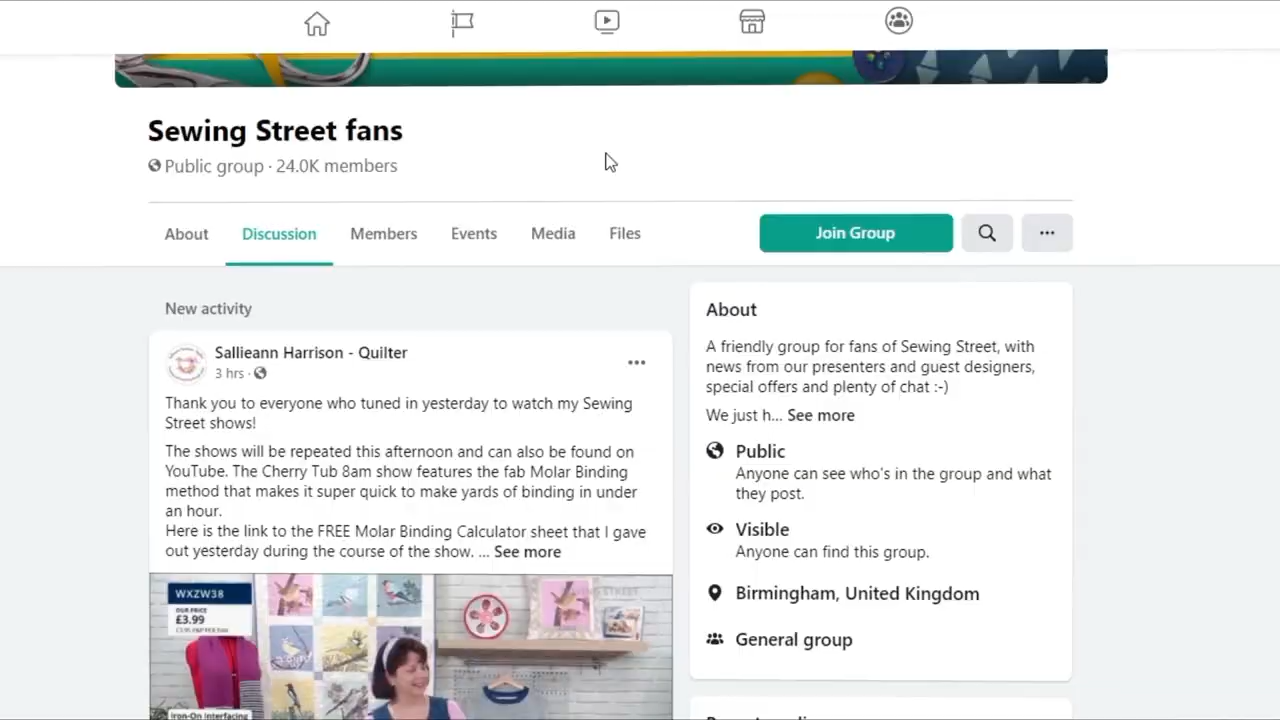 Sewing Street fans
Public group · 24.0K members
About
Discussion
Members
Events
Media
Files
Join Group
New activity
Sallieann Harrison - Quilter
3 hrs ·
Thank you to everyone who tuned in yesterday to watch my Sewing
Street shows!
The shows will be repeated this afternoon and can also be found on
YouTube. The Cherry Tub 8am show features the fab Molar Binding
method that makes it super quick to make yards of binding in under
an hour.
Here is the link to the FREE Molar Binding Calculator sheet that I gave
out yesterday during the course of the show. ... See more
WXZW38
OUR PRICE
£3.99
Iron-On Interfacing
About
A friendly group for fans of Sewing Street, with
news from our presenters and guest designers,
special offers and plenty of chat :-)
We just h... See more
Public
Anyone can see who's in the group and what
they post.
Visible
Anyone can find this group.
Birmingham, United Kingdom
General group